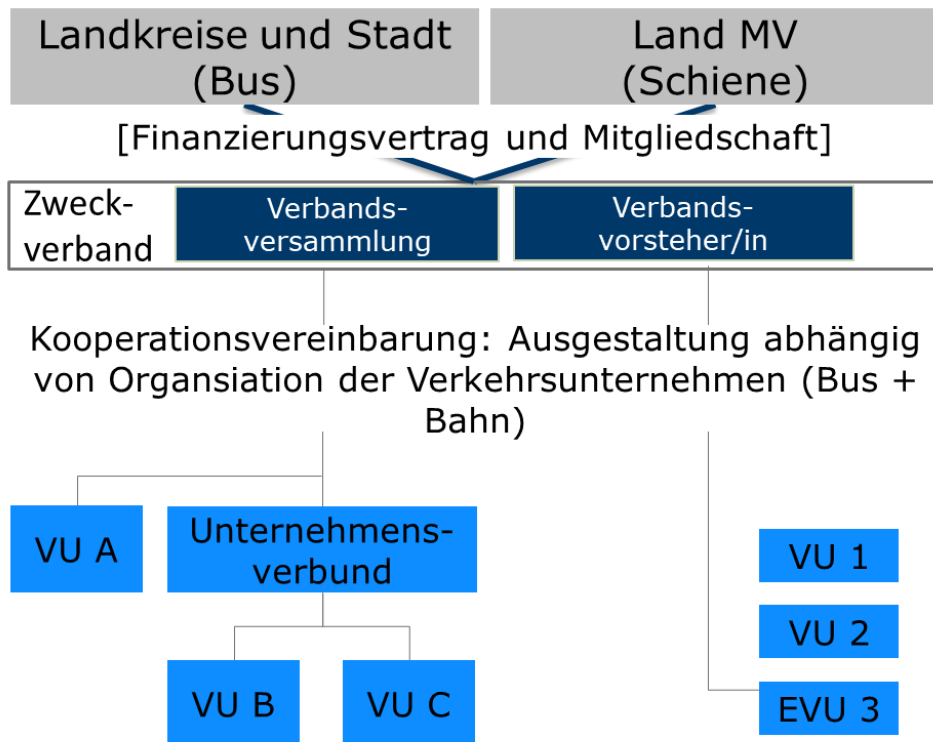 Landkreise und Stadt
(Bus)
Land MV
(Schiene)
[Finanzierungsvertrag und Mitgliedschaft]
Zweck-
verband
Verbands-
versammlung
Verbands-
vorsteher/in
Kooperationsvereinbarung: Ausgestaltung abhängig
von Organsiation der Verkehrsunternehmen (Bus +
Bahn)
VU A
Unternehmens-
verbund
VU 1
VU 2
VU B
VU C
EVU 3